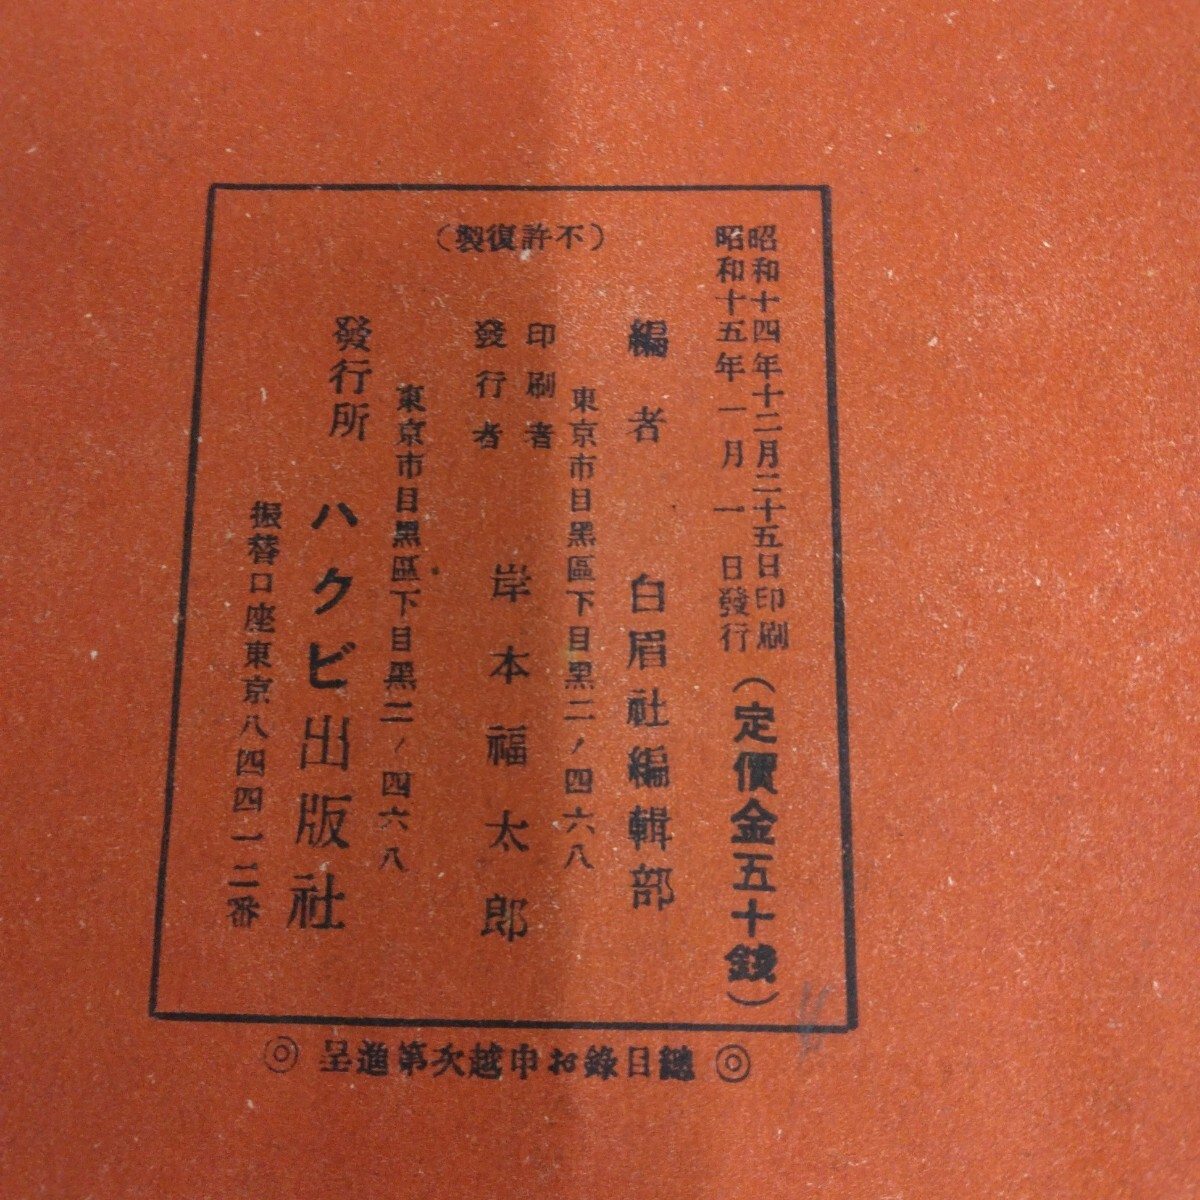 昭和十四年十二月二十五日印刷
昭和十五年一月一日發行
（定價金五十錢）
（不許復製）
編者 白眉社編輯部
東京市目黑區下目黑二ノ四六八
印刷者
發行者
岸本福太郎
東京市目黑區下目黑二ノ四六八
發行所 ハクビ出版社
振替口座東京八四四一二番
◎ 總目錄お申越次第進呈 ◎